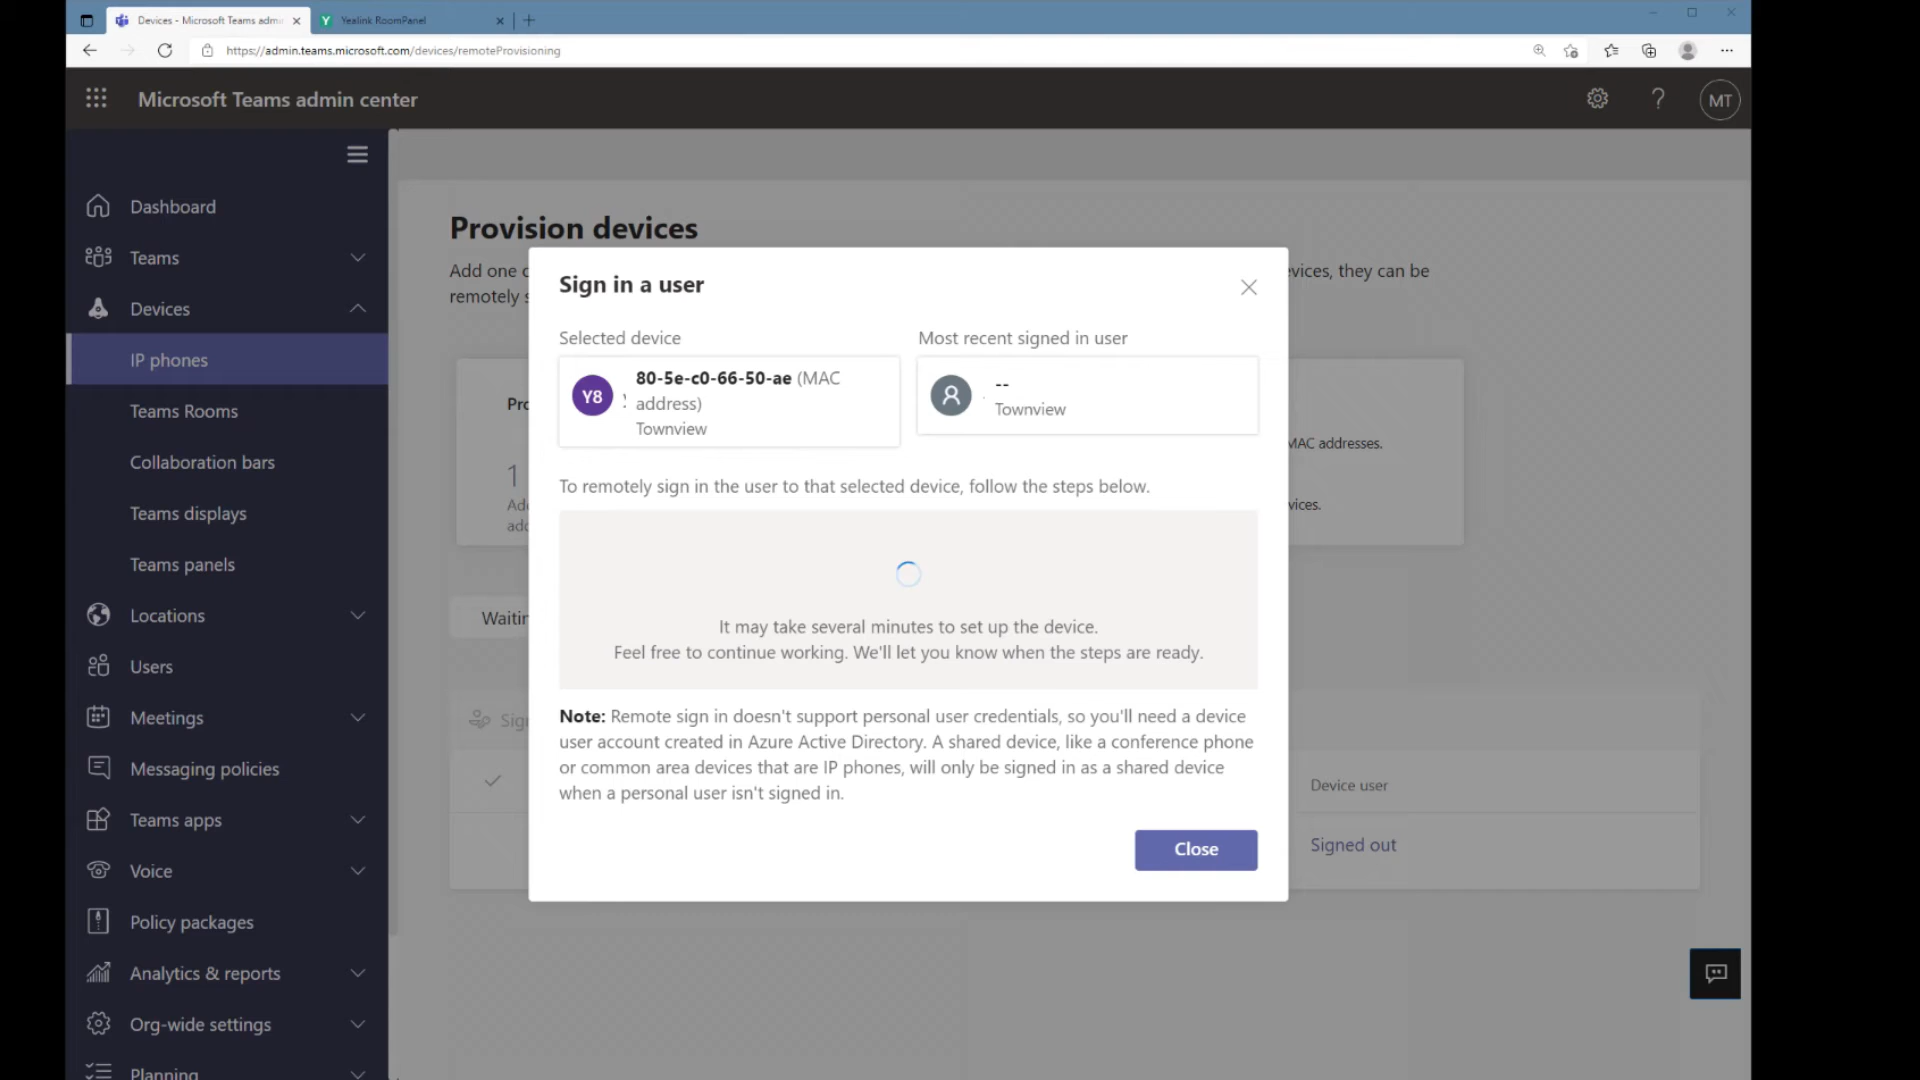 Devices - Microsoft Teams admi
Y Yealink RoomPanel
https://admin.teams.microsoft.com/devices/remoteProvisioning
Microsoft Teams admin center
? MT
Dashboard
Teams
Devices
IP phones
Teams Rooms
Collaboration bars
Teams displays
Teams panels
Locations
Users
Meetings
Messaging policies
Teams apps
Voice
Policy packages
Analytics & reports
Org-wide settings
Planning
Provision devices
Add one
evices, they can be
remotely s
Pro
MAC addresses.
1
vices.
Waitin
Sign
Device user
Signed out
Sign in a user
Selected device
Y8
80-5e-c0-66-50-ae (MAC
address)
Townview
Most recent signed in user
--
Townview
To remotely sign in the user to that selected device, follow the steps below.
It may take several minutes to set up the device.
Feel free to continue working. We'll let you know when the steps are ready.
Note: Remote sign in doesn't support personal user credentials, so you'll need a device
user account created in Azure Active Directory. A shared device, like a conference phone
or common area devices that are IP phones, will only be signed in as a shared device
when a personal user isn't signed in.
Close